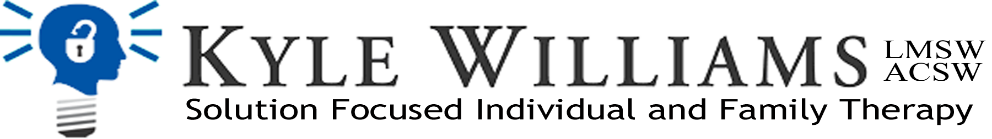 KYLE WILLIAMS LMSW
ACSW
Solution Focused Individual and Family Therapy